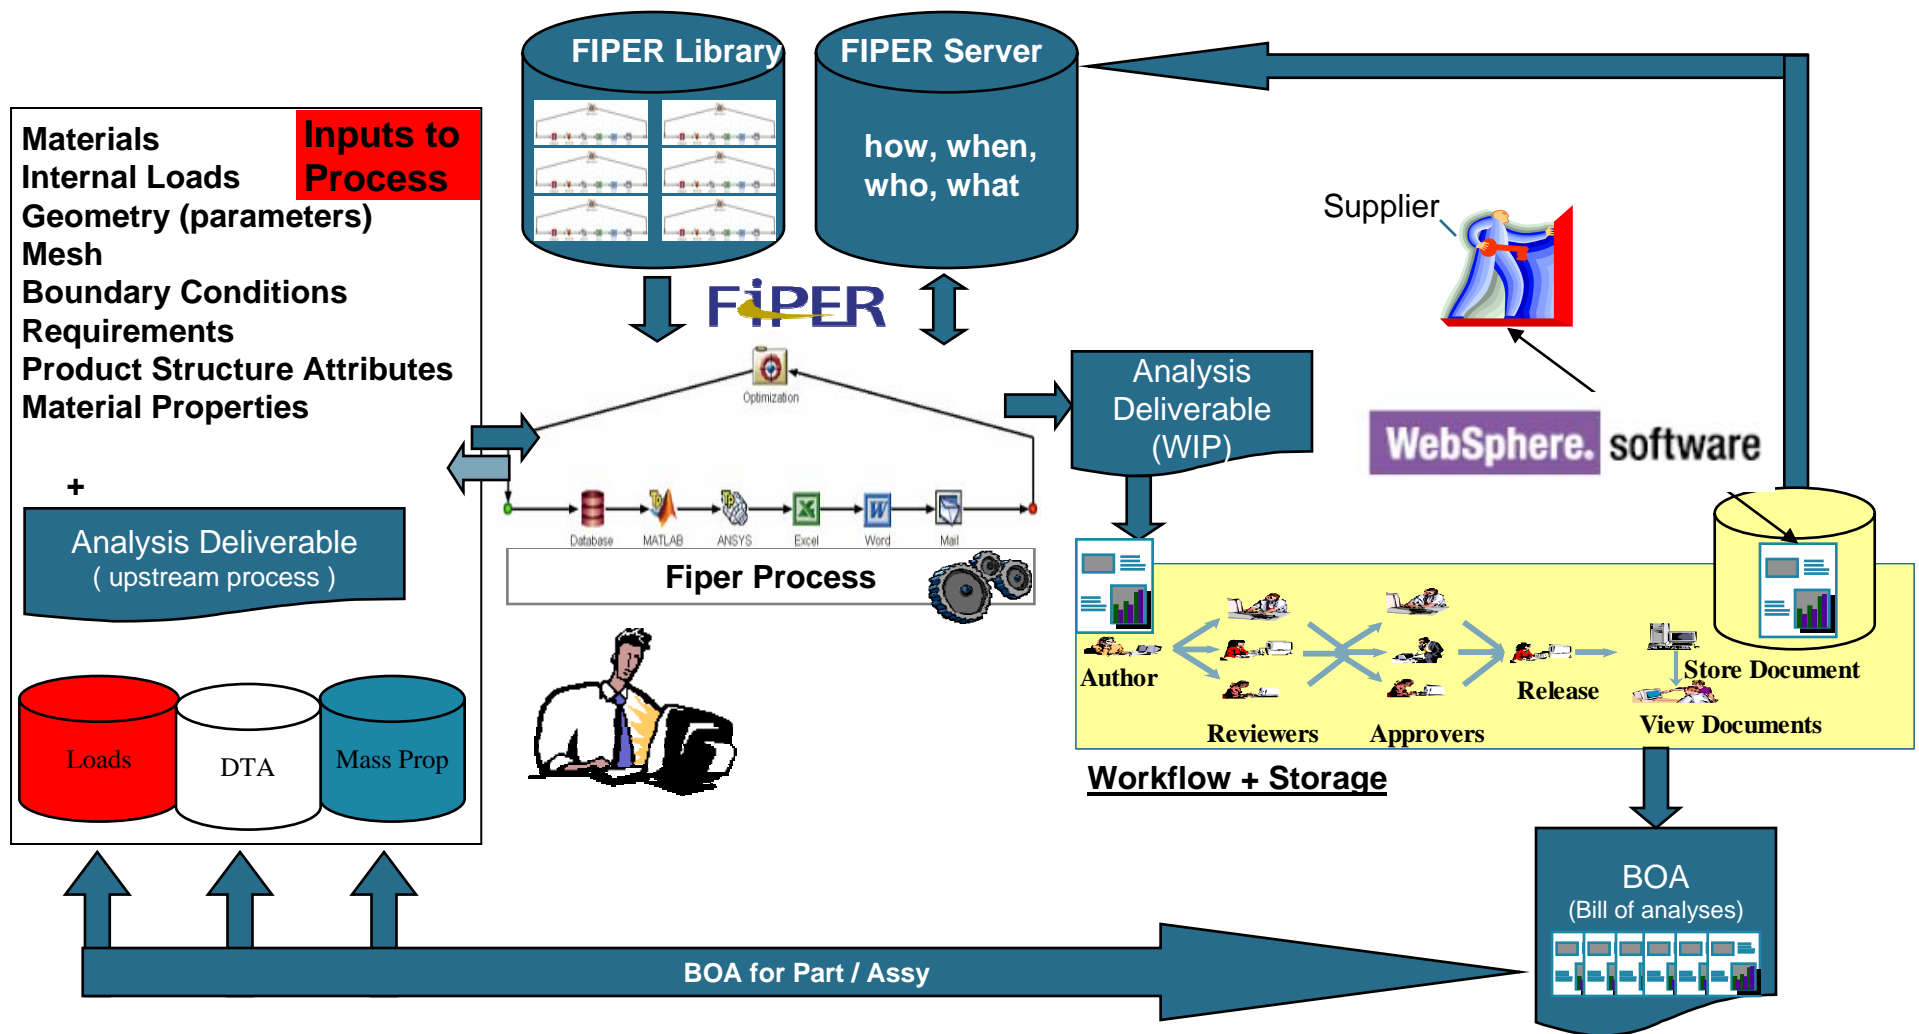 FIPER Library
FIPER Server
how, when,
who, what
Inputs to
Process
Materials
Internal Loads
Geometry (parameters)
Mesh
Boundary Conditions
Requirements
Product Structure Attributes
Material Properties
+
Analysis Deliverable
( upstream process )
Loads
DTA
Mass Prop
FiPER
Optimization
Database
MATLAB
ANSYS
Excel
Word
Mail
Fiper Process
Analysis
Deliverable
(WIP)
Supplier
WebSphere. software
Author
Reviewers
Approvers
Release
Store Document
View Documents
Workflow + Storage
BOA
(Bill of analyses)
BOA for Part / Assy